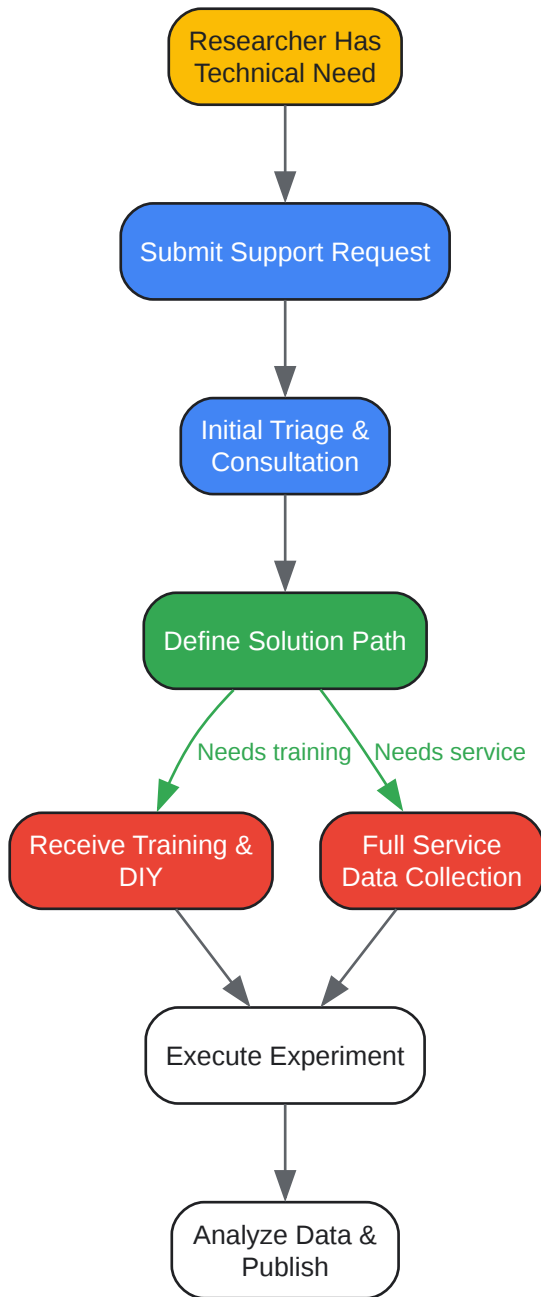 Researcher Has
Technical Need
Submit Support Request
Initial Triage &
Consultation
Define Solution Path
Needs training
Needs service
Receive Training &
DIY
Full Service
Data Collection
Execute Experiment
Analyze Data &
Publish